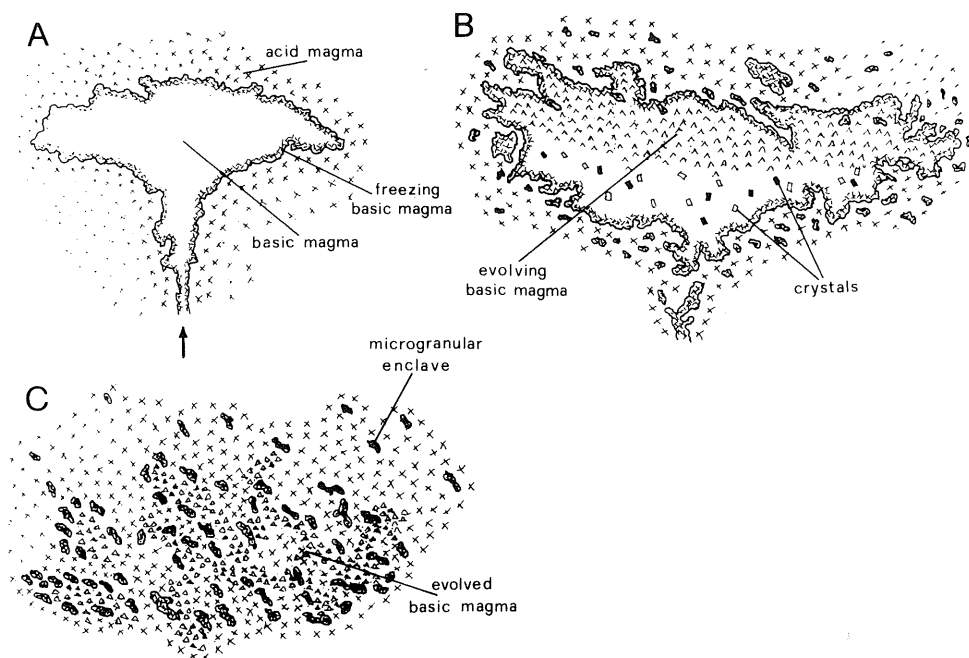 A
acid magma
freezing
basic magma
basic magma
B
evolving
basic magma
crystals
microgranular
enclave
C
evolved
basic magma